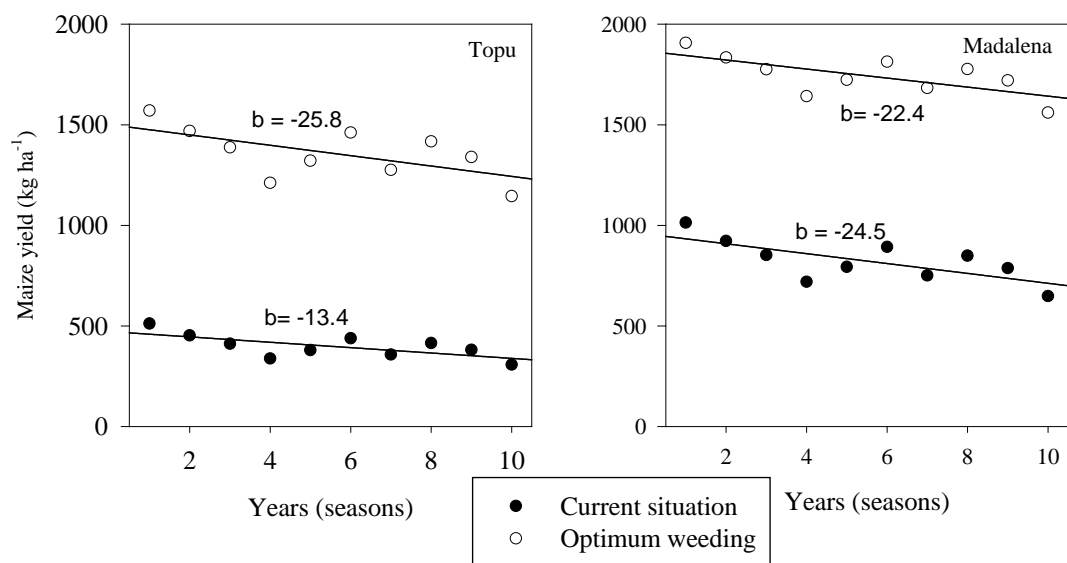 2000
1500
1000
500
0
Maize yield (kg ha-1)
Topu
b = -25.8
b= -13.4
2 4 6 8 10
Years (seasons)
2000
1500
1000
500
0
Madalena
b= -22.4
b = -24.5
2 4 6 8 10
Years (seasons)
Current situation
Optimum weeding